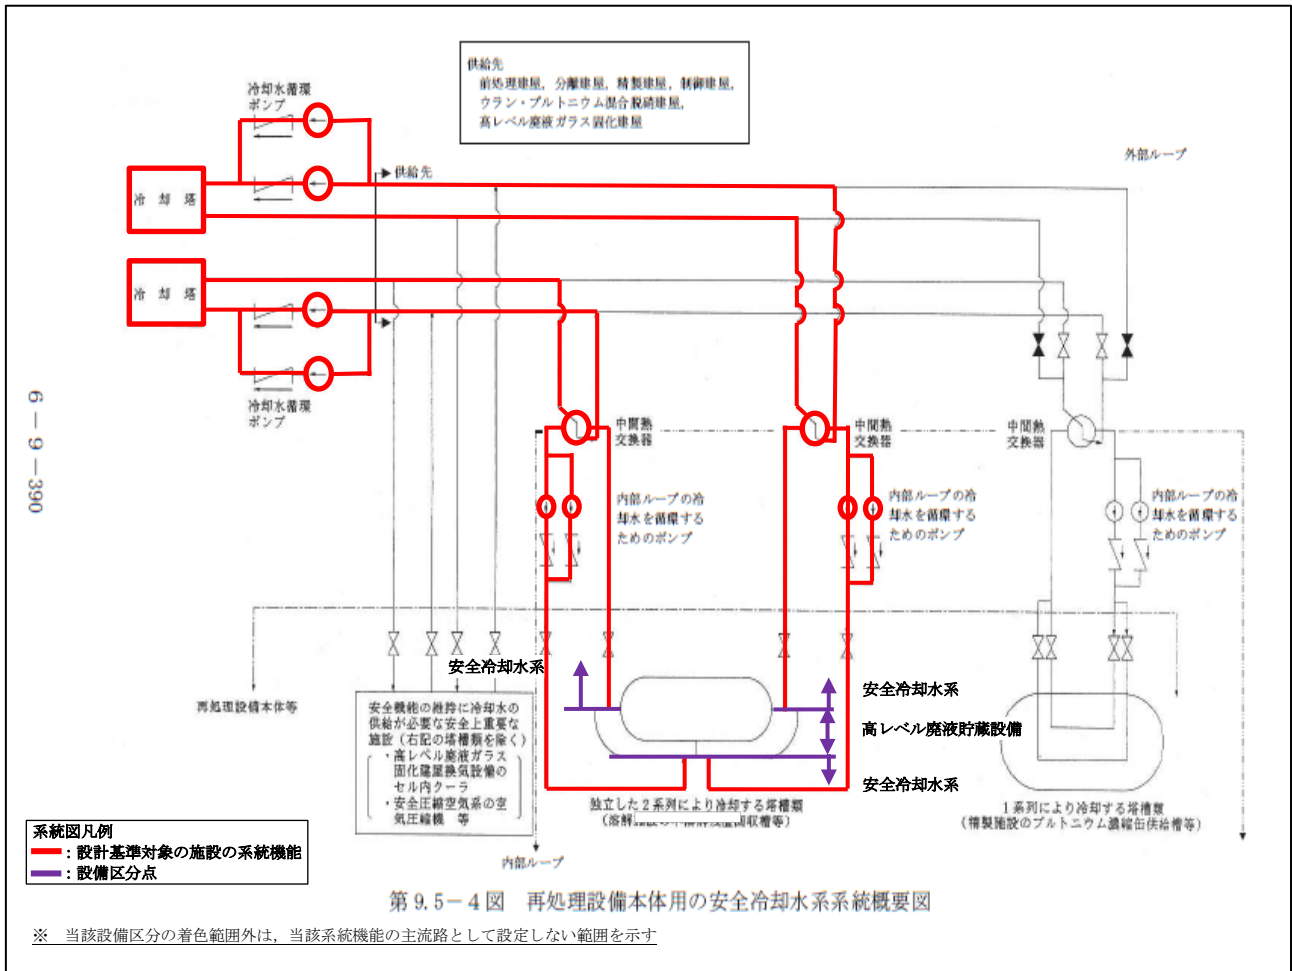 供給先
前処理建屋，分離建屋，精製建屋，制御建屋，
ウラン・プルトニウム混合脱硝建屋，
高レベル廃液ガラス固化建屋
冷却水循環
ポンプ
外部ループ
供給先
冷却塔
冷却塔
冷却水循環
ポンプ
6－9－390
中間熱
交換器
中間熱
交換器
中間熱
交換器
内部ループの冷
却水を循環する
ためのポンプ
内部ループの冷
却水を循環する
ためのポンプ
内部ループの冷
却水を循環する
ためのポンプ
安全冷却水系
再処理設備本体等
安全機能の維持に冷却水の
供給が必要な安全上重要な
施設（右記の塔槽類を除く）
・高レベル廃液ガラス
固化建屋換気設備の
セル内クーラ
・安全圧縮空気系の空
気圧縮機 等
安全冷却水系
高レベル廃液貯蔵設備
安全冷却水系
独立した2系列により冷却する塔槽類
1系列により冷却する塔槽類
(精製施設のプルトニウム濃縮缶供給槽等)
内部ループ
系統図凡例
：設計基準対象の施設の系統機能
：設備区分点
第9.5－4図 再処理設備本体用の安全冷却水系系統概要図
※ 当該設備区分の着色範囲外は，当該系統機能の主流路として設定しない範囲を示す